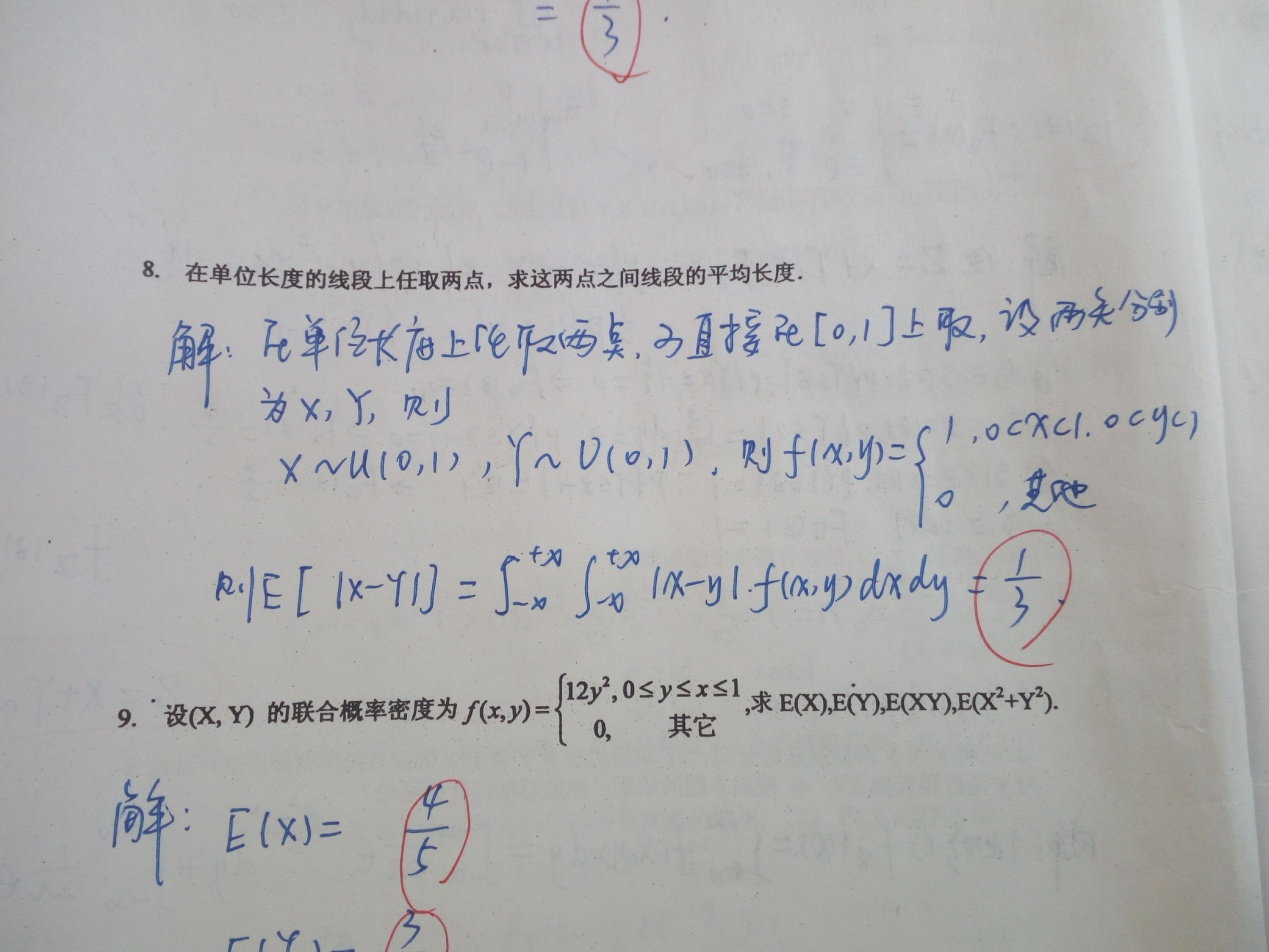 = 1/3.
8. 在单位长度的线段上任取两点，求这两点之间线段的平均长度.
解: 在单位长度上任取两点, 可直接在[0,1]上取, 设两点分别
为X, Y, 则
X~U(0,1), Y~U(0,1), 则 f(x,y)={1, 0<x<1, 0<y<1
0, 其他
则E[|X-Y|] = ∫_{-∞}^{+∞} ∫_{-∞}^{+∞} |x-y|·f(x,y)dxdy = 1/3.
9. 设(X, Y) 的联合概率密度为 f(x,y)={12y², 0≤y≤x≤1
0, 其它 ,求 E(X),E(Y),E(XY),E(X²+Y²).
解: E(X)= 4/5
E(Y)= 3